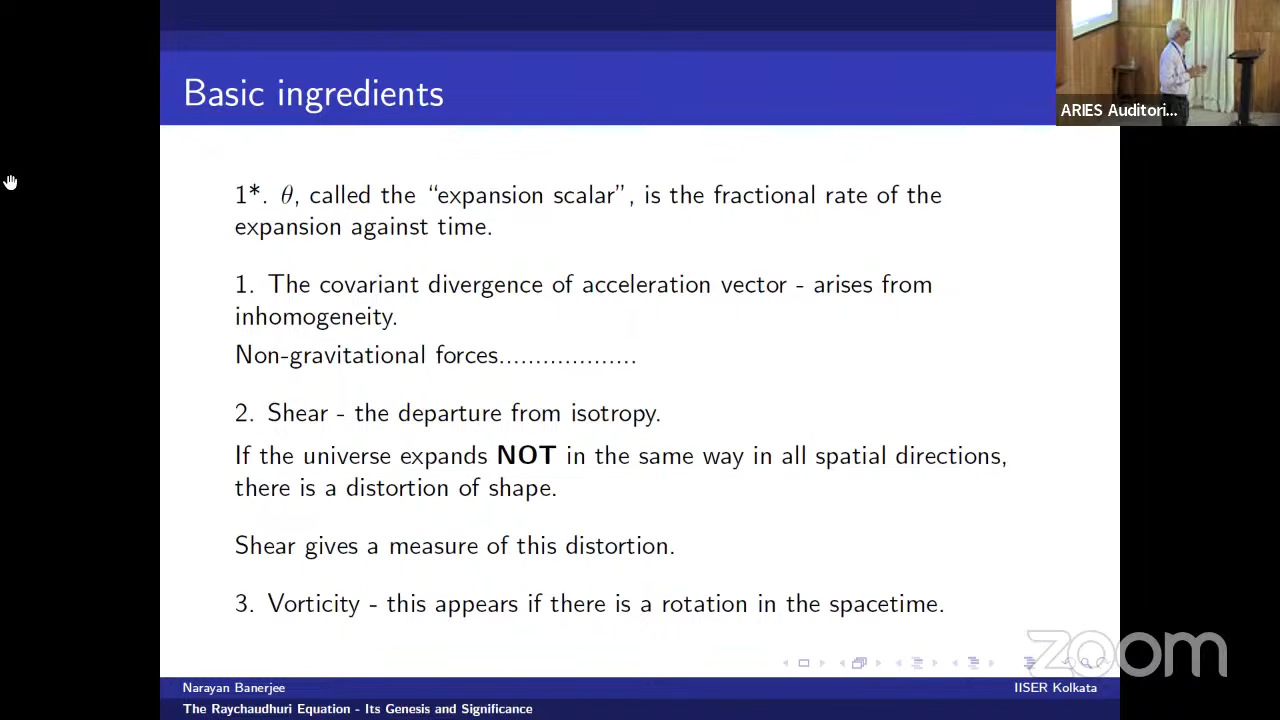 Basic ingredients
ARIES Auditori...
1*. θ, called the “expansion scalar”, is the fractional rate of the
expansion against time.
1. The covariant divergence of acceleration vector - arises from
inhomogeneity.
Non-gravitational forces...................
2. Shear - the departure from isotropy.
If the universe expands NOT in the same way in all spatial directions,
there is a distortion of shape.
Shear gives a measure of this distortion.
3. Vorticity - this appears if there is a rotation in the spacetime.
zoom
Narayan Banerjee
IISER Kolkata
The Raychaudhuri Equation - Its Genesis and Significance